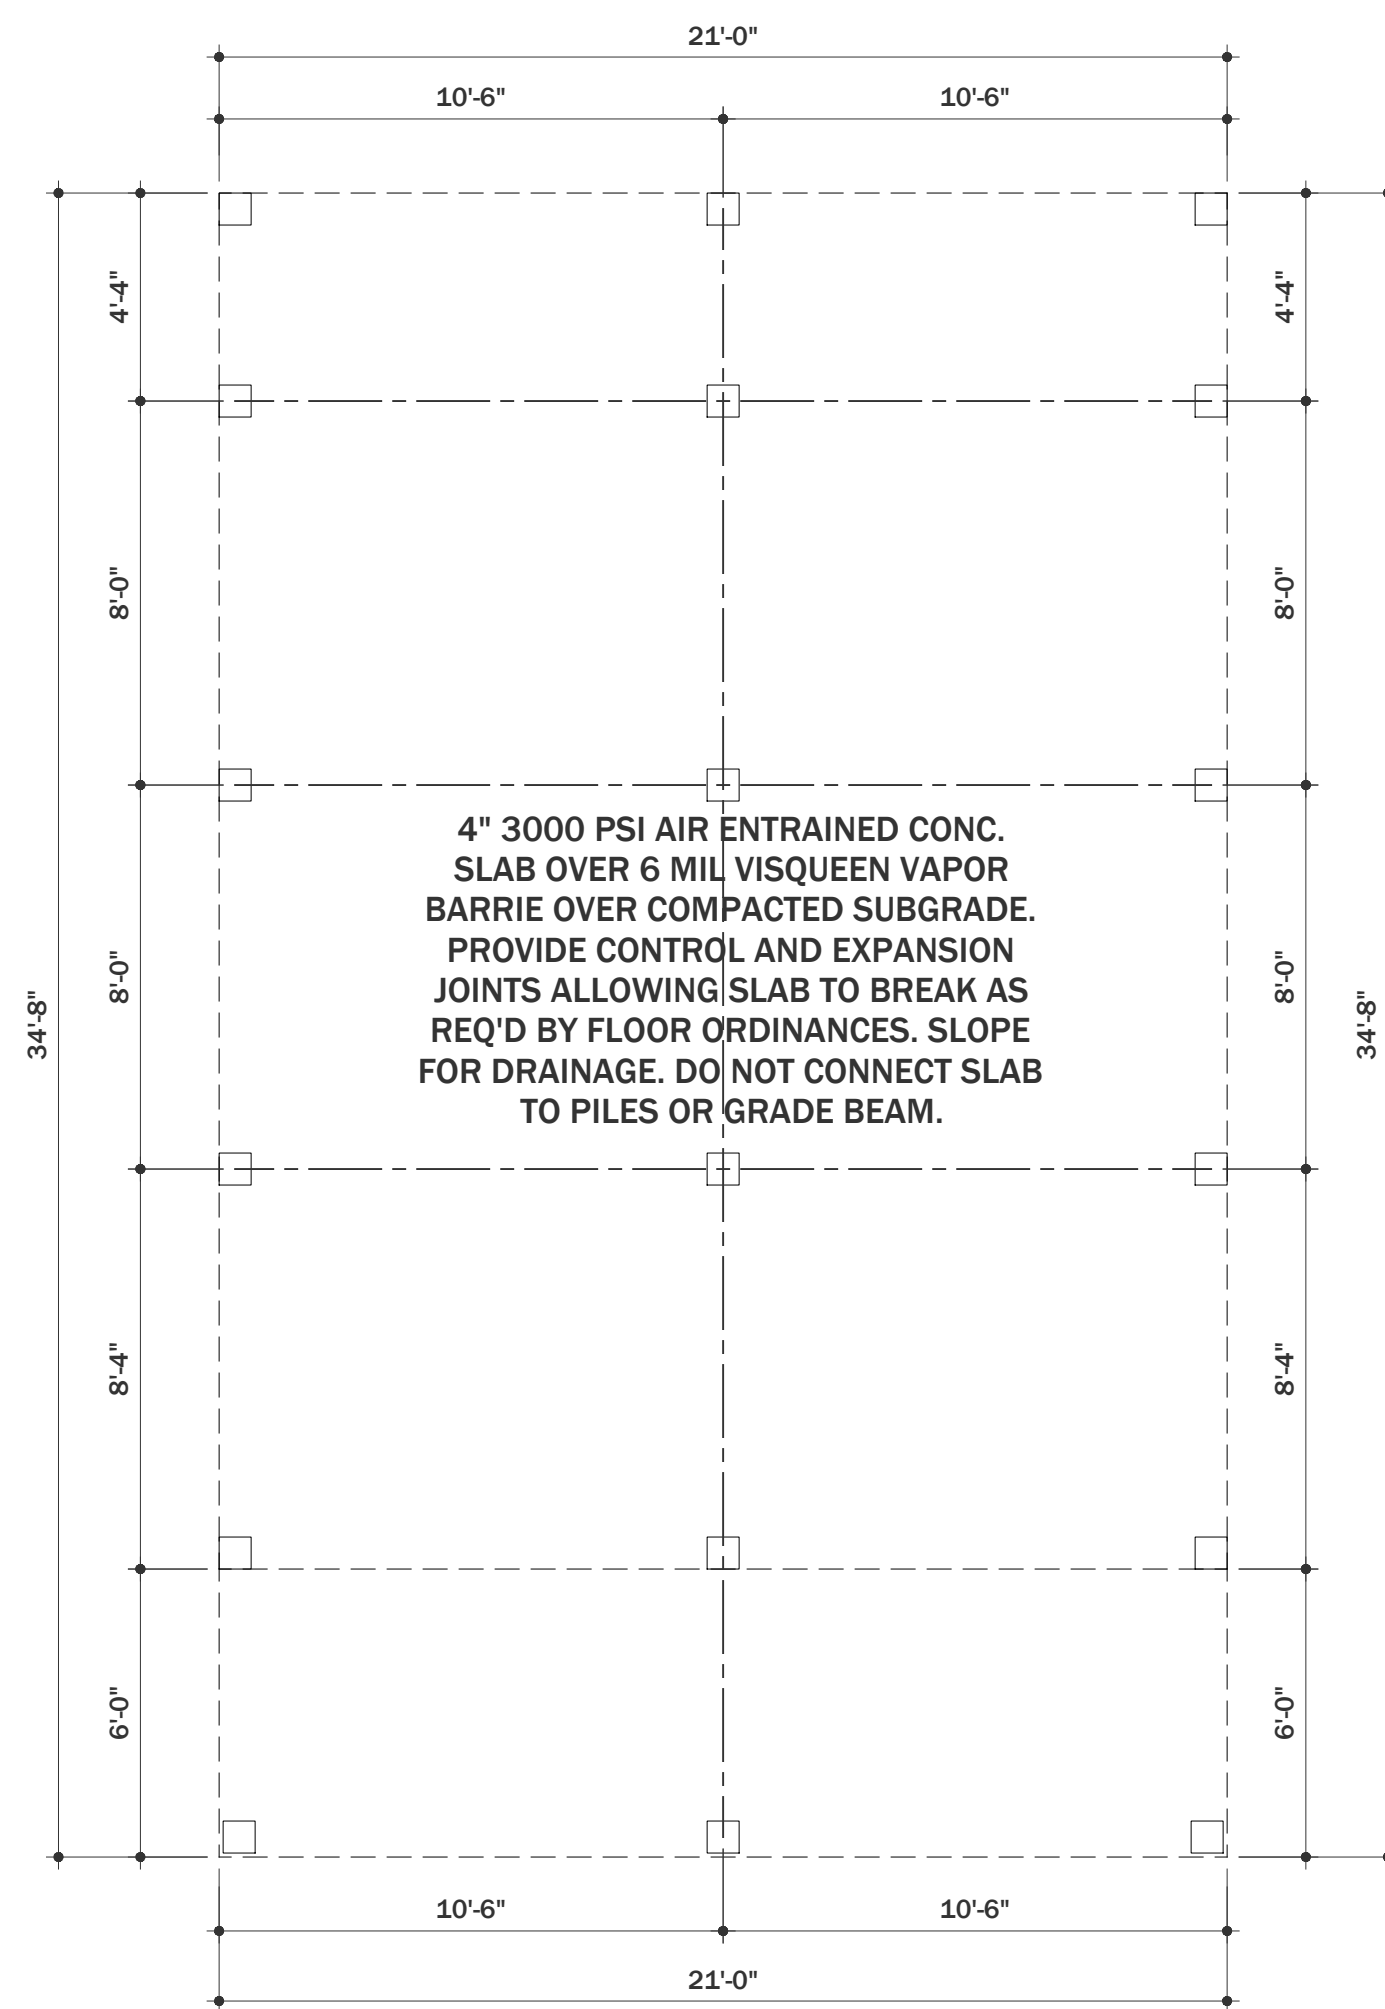 21'-0"
10'-6" 10'-6"
4'-4" 4'-4"
8'-0" 8'-0"
4" 3000 PSI AIR ENTRAINED CONC.
SLAB OVER 6 MIL VISQUEEN VAPOR
BARRIE OVER COMPACTED SUBGRADE.
PROVIDE CONTROL AND EXPANSION
JOINTS ALLOWING SLAB TO BREAK AS
REQ'D BY FLOOR ORDINANCES. SLOPE
FOR DRAINAGE. DO NOT CONNECT SLAB
TO PILES OR GRADE BEAM.
8'-0" 8'-0"
34'-8" 34'-8"
8'-4" 8'-4"
6'-0" 6'-0"
10'-6" 10'-6"
21'-0"